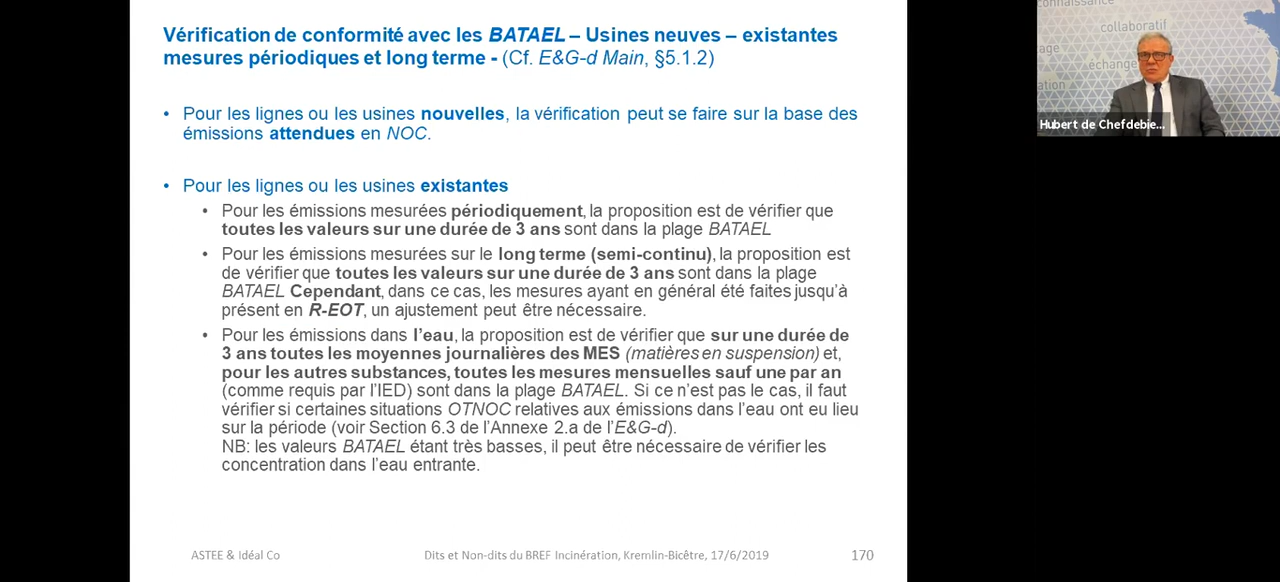 Vérification de conformité avec les BATAEL – Usines neuves – existantes
mesures périodiques et long terme - (Cf. E&G-d Main, §5.1.2)
• Pour les lignes ou les usines nouvelles, la vérification peut se faire sur la base des
émissions attendues en NOC.
• Pour les lignes ou les usines existantes
• Pour les émissions mesurées périodiquement, la proposition est de vérifier que
toutes les valeurs sur une durée de 3 ans sont dans la plage BATAEL
• Pour les émissions mesurées sur le long terme (semi-continu), la proposition est
de vérifier que toutes les valeurs sur une durée de 3 ans sont dans la plage
BATAEL Cependant, dans ce cas, les mesures ayant en général été faites jusqu'à
présent en R-EOT, un ajustement peut être nécessaire.
• Pour les émissions dans l'eau, la proposition est de vérifier que sur une durée de
3 ans toutes les moyennes journalières des MES (matières en suspension) et,
pour les autres substances, toutes les mesures mensuelles sauf une par an
(comme requis par l'IED) sont dans la plage BATAEL. Si ce n'est pas le cas, il faut
vérifier si certaines situations OTNOC relatives aux émissions dans l'eau ont eu lieu
sur la période (voir Section 6.3 de l'Annexe 2.a de l'E&G-d).
NB: les valeurs BATAEL étant très basses, il peut être nécessaire de vérifier les
concentration dans l'eau entrante.
ASTEE & Idéal Co
Dits et Non-dits du BREF Incinération, Kremlin-Bicêtre, 17/6/2019
170
connaissance
collaboratif
échange
Hubert de Chefdebie...